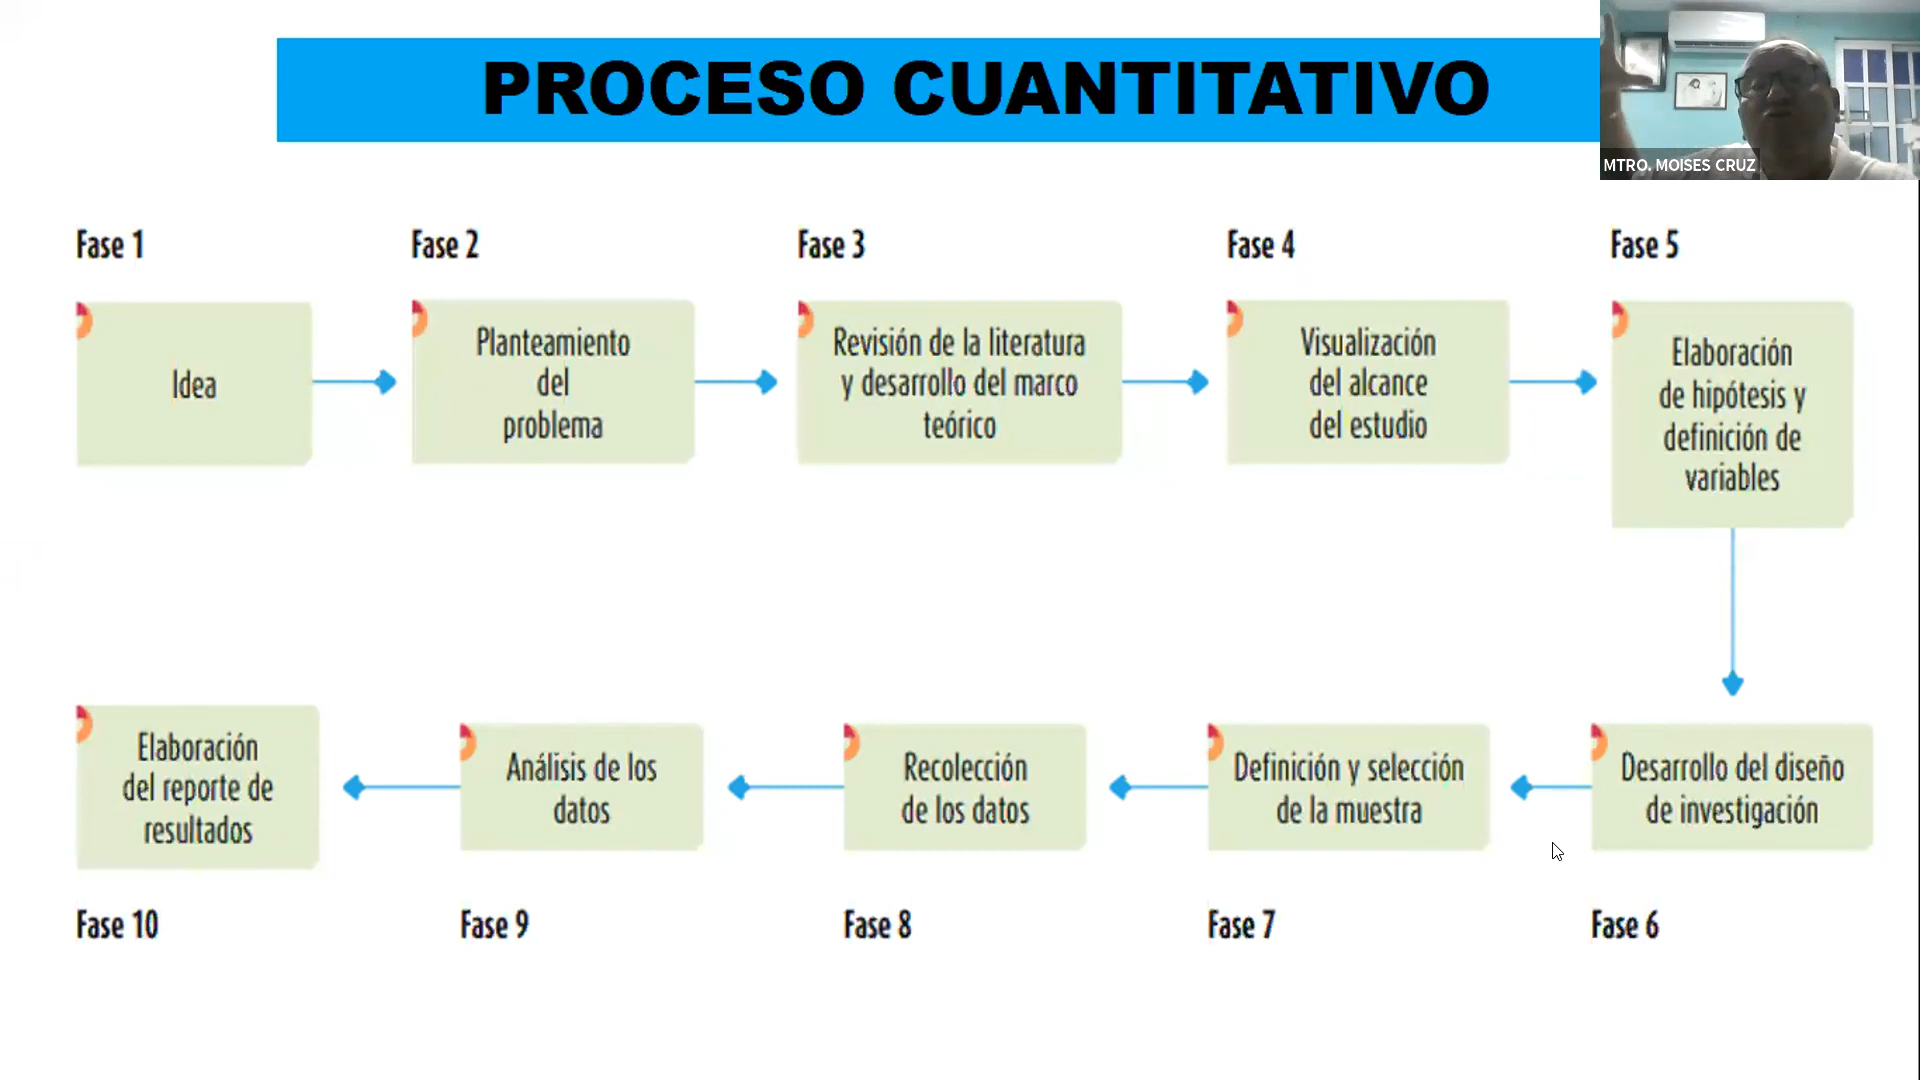 PROCESO CUANTITATIVO
MTRO. MOISES CRUZ
Fase 1
Idea
Fase 2
Planteamiento
del
problema
Fase 3
Revisión de la literatura
y desarrollo del marco
teórico
Fase 4
Visualización
del alcance
del estudio
Fase 5
Elaboración
de hipótesis y
definición de
variables
Desarrollo del diseño
de investigación
Fase 6
Definición y selección
de la muestra
Fase 7
Recolección
de los datos
Fase 8
Análisis de los
datos
Fase 9
Elaboración
del reporte de
resultados
Fase 10